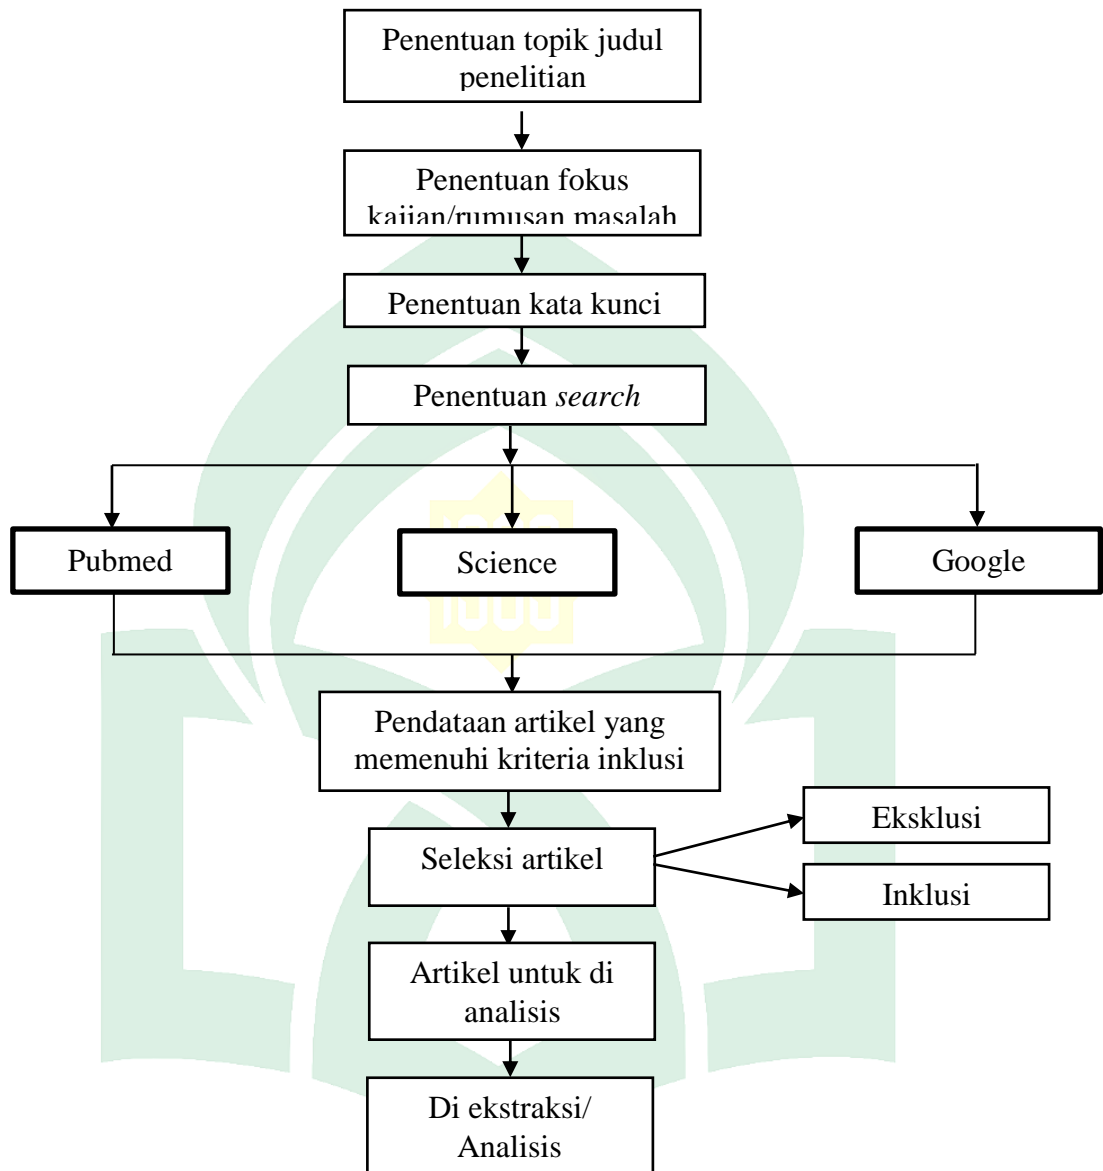 Penentuan topik judul
penelitian
Penentuan fokus
kajian/rumusan masalah
Penentuan kata kunci
Penentuan search
Pubmed
Science
Google
Pendataan artikel yang
memenuhi kriteria inklusi
Seleksi artikel
Eksklusi
Inklusi
Artikel untuk di
analisis
Di ekstraksi/
Analisis